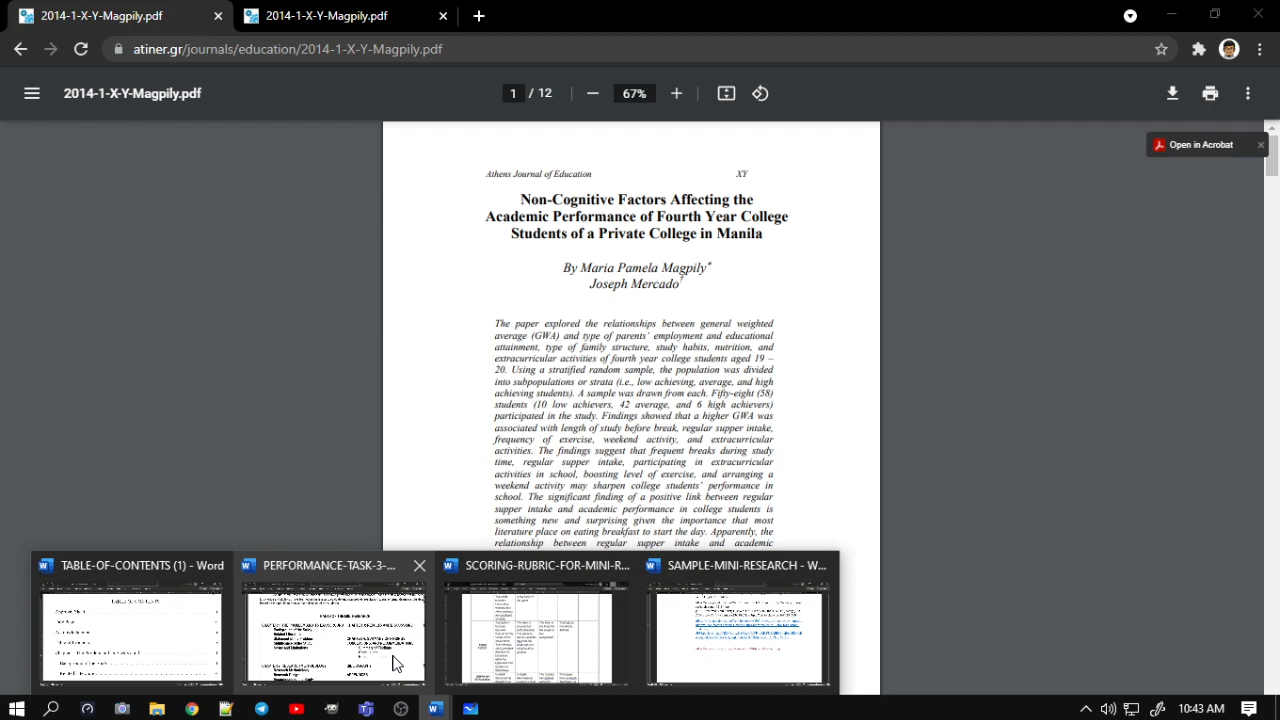 2014-1-X-Y-Magpily.pdf
2014-1-X-Y-Magpily.pdf
atiner.gr/journals/education/2014-1-X-Y-Magpily.pdf
2014-1-X-Y-Magpily.pdf
1 / 12
67%
Open in Acrobat
Athens Journal of Education XY
Non-Cognitive Factors Affecting the
Academic Performance of Fourth Year College
Students of a Private College in Manila
By Maria Pamela Magpily*
Joseph Mercado†
The paper explored the relationships between general weighted
average (GWA) and type of parents' employment and educational
attainment, type of family structure, study habits, nutrition, and
extracurricular activities of fourth year college students aged 19 –
20. Using a stratified random sample, the population was divided
into subpopulations or strata (i.e., low achieving, average, and high
achieving students). A sample was drawn from each. Fifty-eight (58)
students (10 low achievers, 42 average, and 6 high achievers)
participated in the study. Findings showed that a higher GWA was
associated with length of study before break, regular supper intake,
frequency of exercise, weekend activity, and extracurricular
activities. The findings suggest that frequent breaks during study
time, regular supper intake, participating in extracurricular
activities in school, boosting level of exercise, and arranging a
weekend activity may sharpen college students' performance in
school. The significant finding of a positive link between regular
supper intake and academic performance in college students is
something new and surprising given the importance that most
literature place on eating breakfast to start the day. Apparently, the
relationship between regular supper intake and academic
TABLE-OF-CONTENTS (1) - Word
PERFORMANCE-TASK-3-...
SCORING-RUBRIC-FOR-MINI-R...
SAMPLE-MINI-RESEARCH - W...
10:43 AM